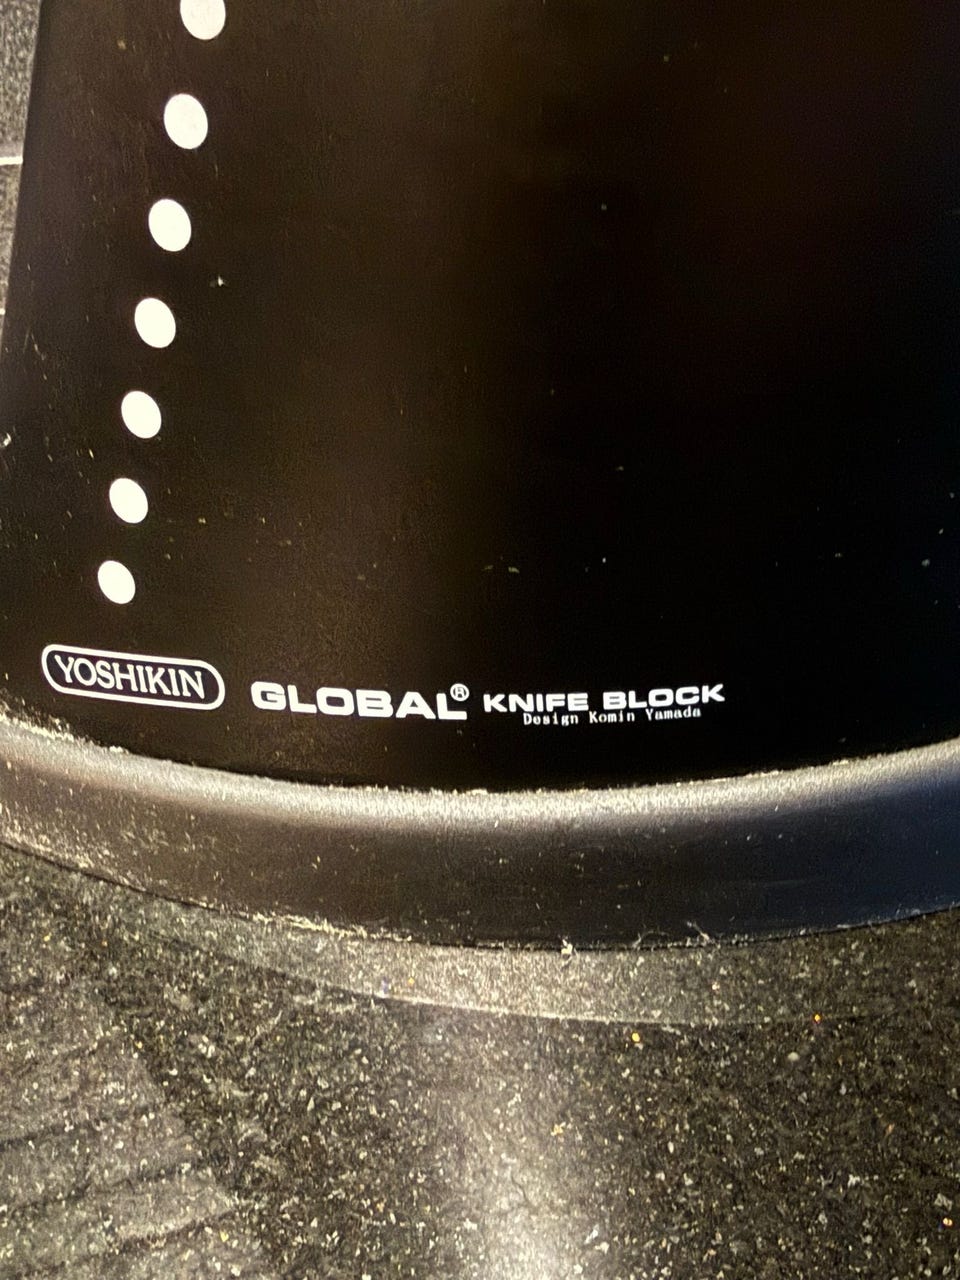 YOSHIKIN GLOBAL® KNIFE BLOCK
Design Komin Yamada